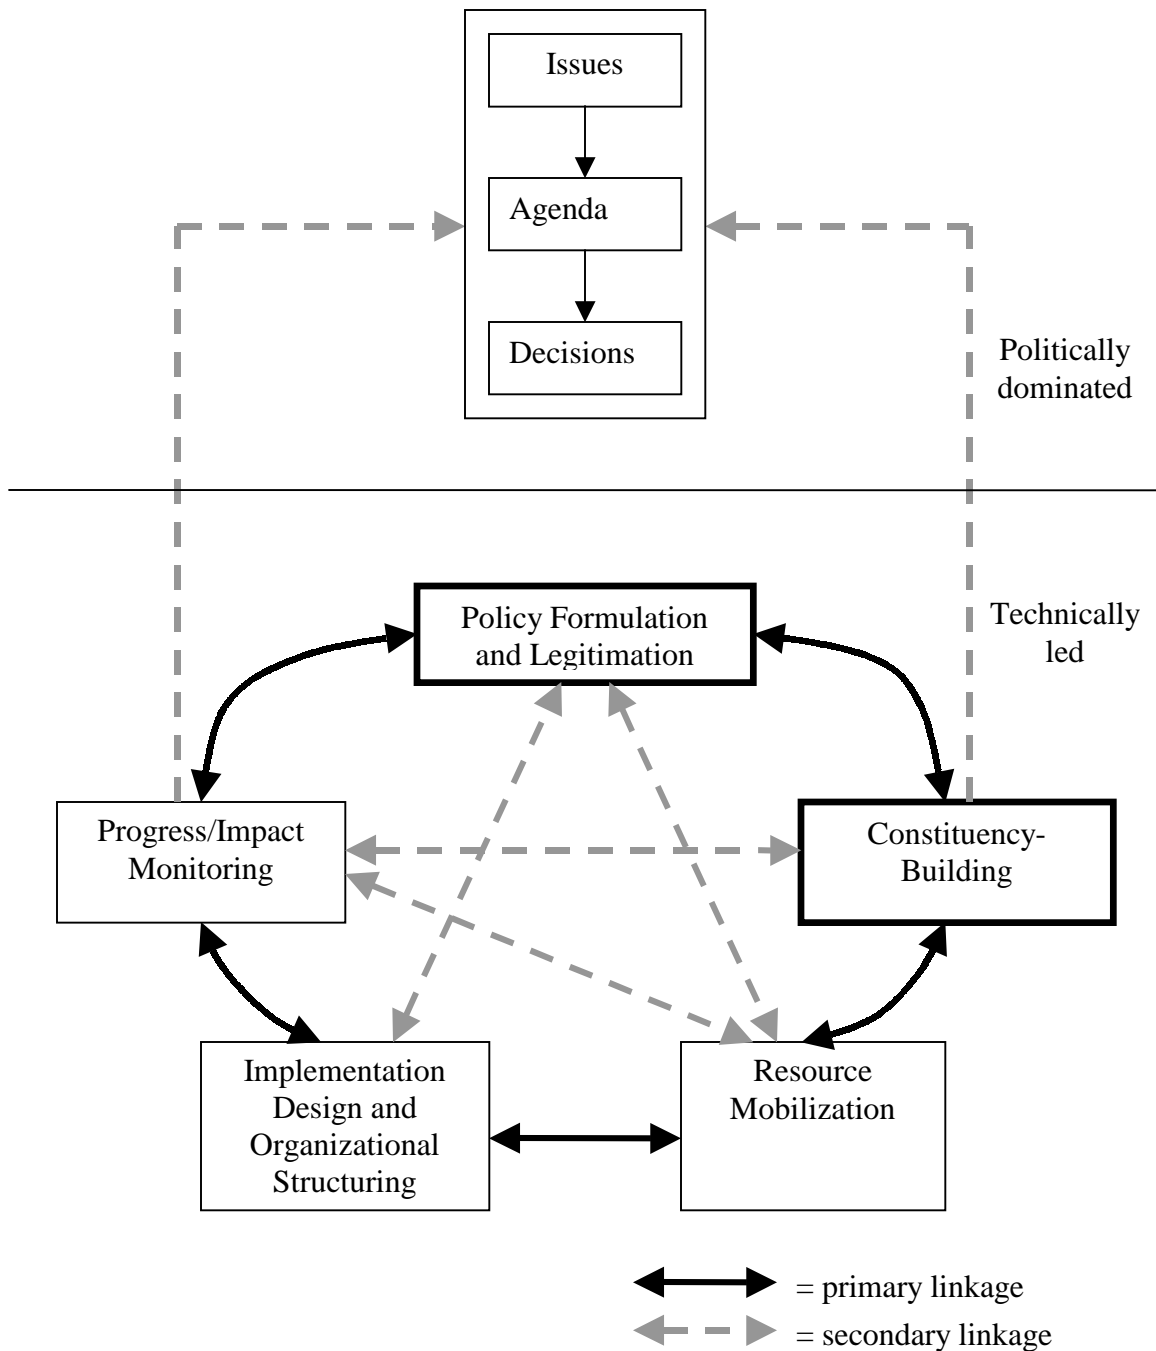 Issues
Agenda
Decisions
Politically
dominated
Policy Formulation
and Legitimation
Technically
led
Progress/Impact
Monitoring
Constituency-
Building
Implementation
Design and
Organizational
Structuring
Resource
Mobilization
= primary linkage
= secondary linkage